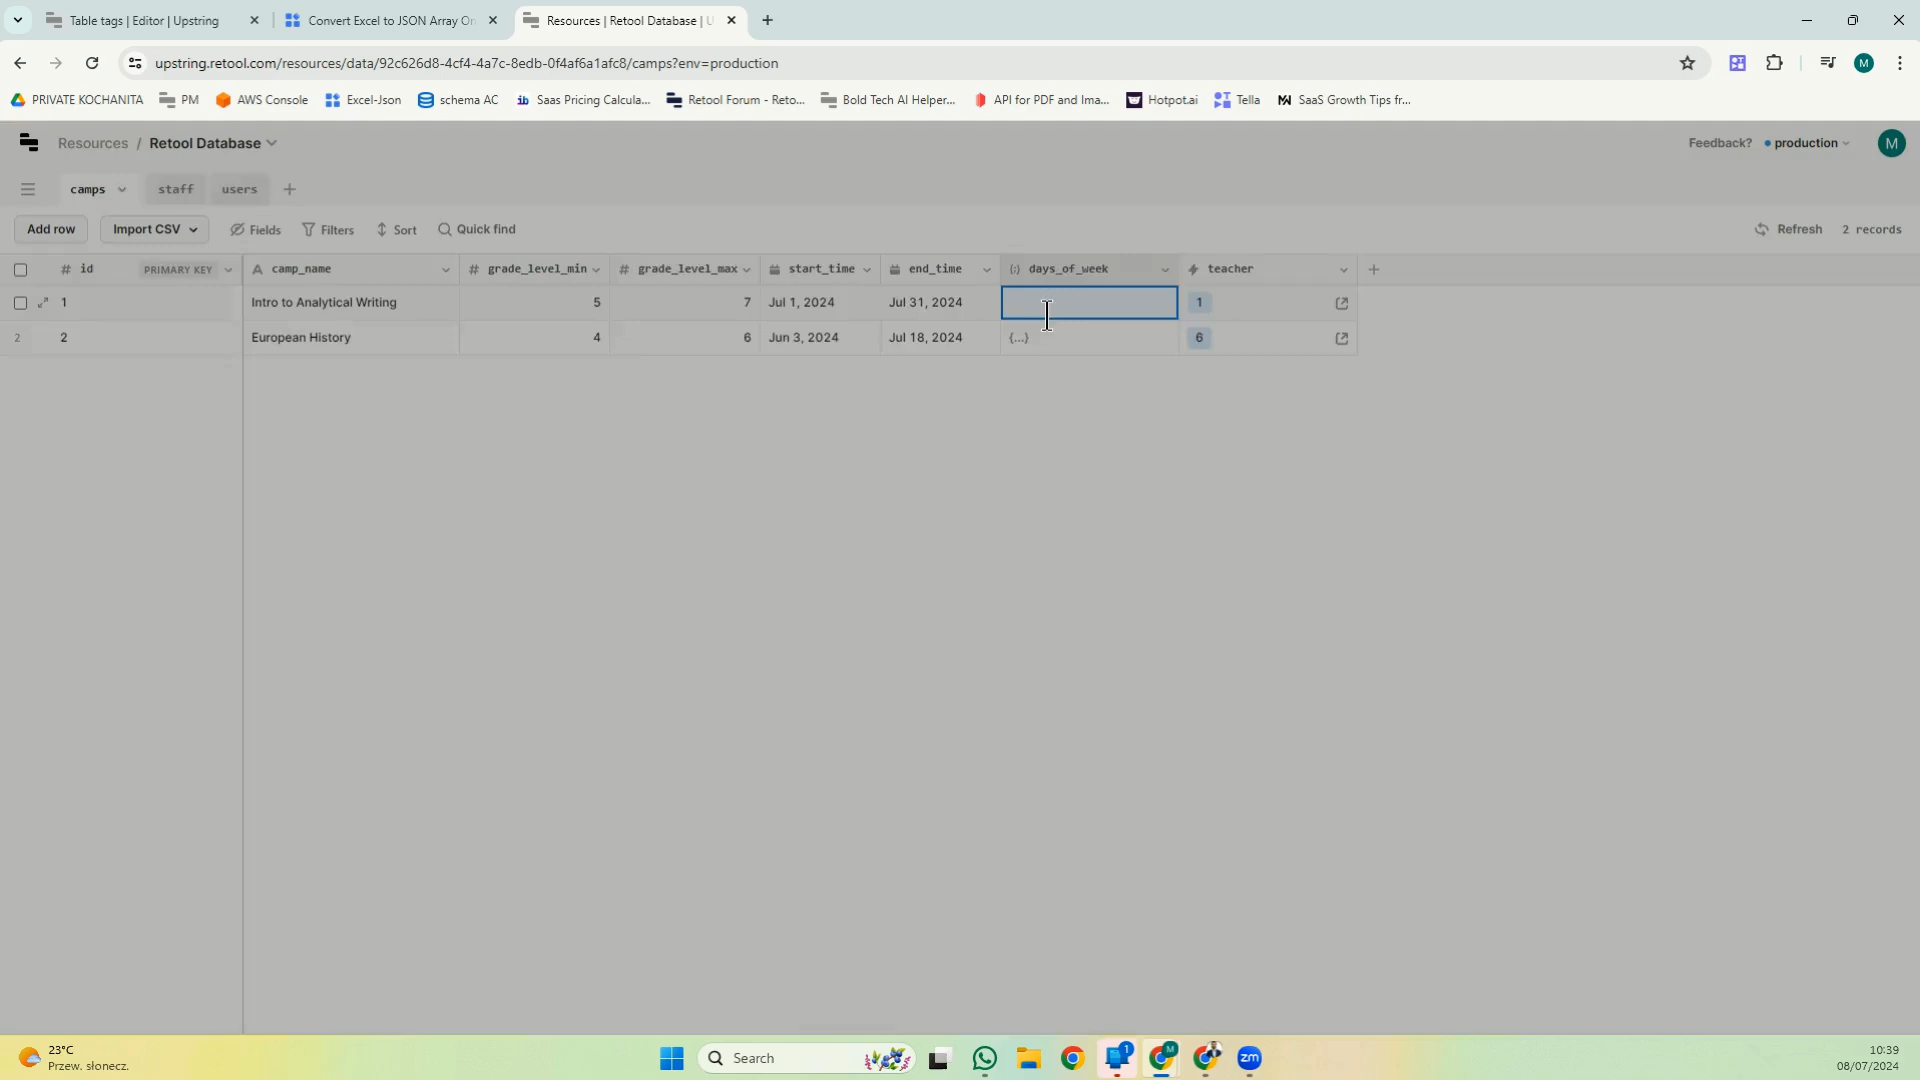 Table tags | Editor | Upstring
Convert Excel to JSON Array On
Resources | Retool Database | U
upstring.retool.com/resources/data/92c626d8-4cf4-4a7c-8edb-0f4af6a1afc8/camps?env=production
M
PRIVATE KOCHANITA
PM
AWS Console
Excel-Json
schema AC
ib Saas Pricing Calcula...
Retool Forum - Reto...
Bold Tech AI Helper...
API for PDF and Ima...
Hotpot.ai
Tella
SaaS Growth Tips fr...
Resources / Retool Database
Feedback? production M
camps staff users
Add row Import CSV Fields Filters Sort Quick find Refresh 2 records
# id PRIMARY KEY A camp_name # grade_level_min # grade_level_max start_time end_time {;} days_of_week teacher
1 Intro to Analytical Writing 5 7 Jul 1, 2024 Jul 31, 2024 1
2 2 European History 4 6 Jun 3, 2024 Jul 18, 2024 {...} 6
23°C
Przew. słonecz.
Search
1
M
zm
10:39
08/07/2024